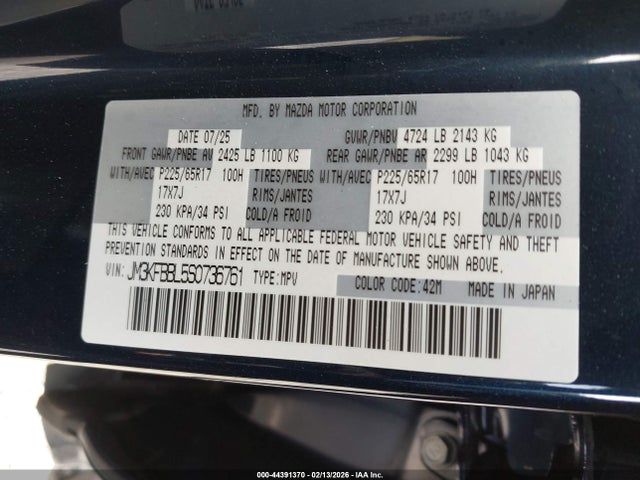 MFD. BY MAZDA MOTOR CORPORATION
DATE 07/25 GVWR/PNBV 4724 LB 2143 KG
FRONT GAWR/PNBE AV 2425 LB 1100 KG REAR GAWR/PNBE AR 2299 LB 1043 KG
WITH/AVEC P225/65R17 100H TIRES/PNEUS WITH/AVEC P225/65R17 100H TIRES/PNEUS
17X7J RIMS/JANTES 17X7J RIMS/JANTES
230 KPA/34 PSI COLD/A FROID 230 KPA/34 PSI COLD/A FROID
THIS VEHICLE CONFORMS TO ALL APPLICABLE FEDERAL MOTOR VEHICLE SAFETY AND THEFT
PREVENTION STANDARDS IN EFFECT ON THE DATE OF MANUFACTURE SHOWN ABOVE.
VIN: JM3KFBBL5S0736761 TYPE: MPV COLOR CODE: 42M MADE IN JAPAN
000-44391370 - 02/13/2026 - IAA Inc.